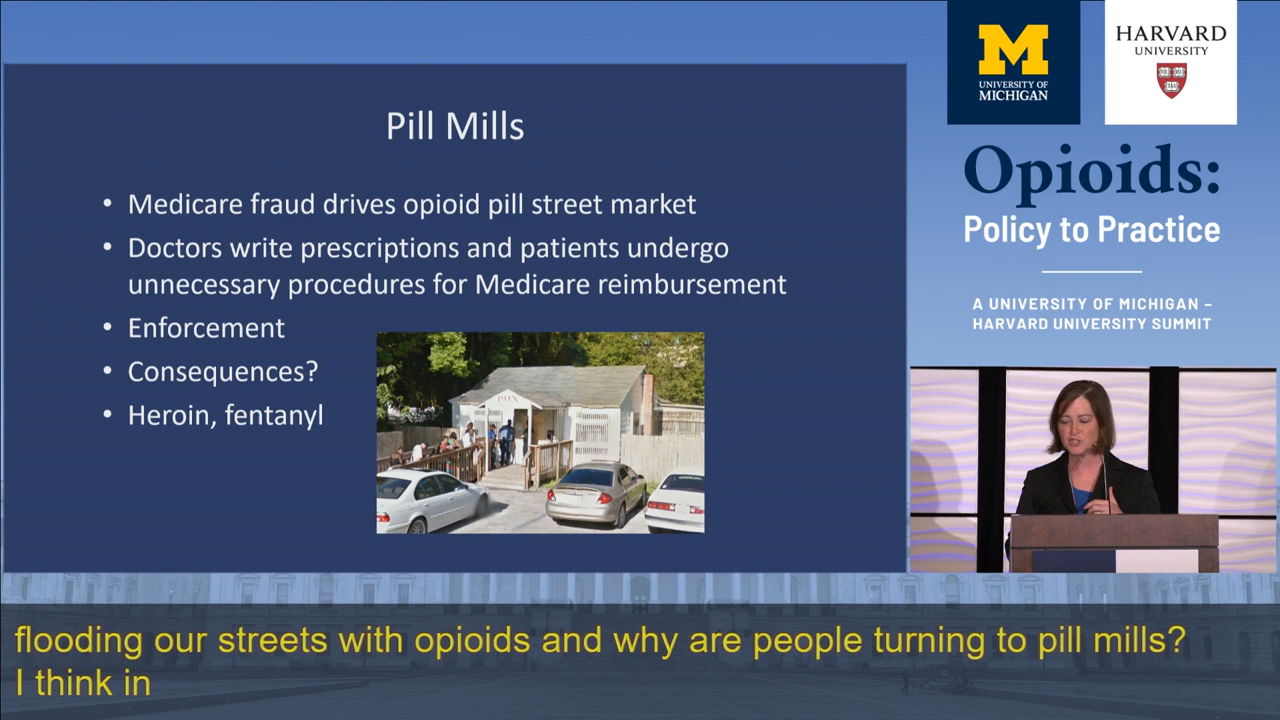 Pill Mills
• Medicare fraud drives opioid pill street market
• Doctors write prescriptions and patients undergo
unnecessary procedures for Medicare reimbursement
• Enforcement
• Consequences?
• Heroin, fentanyl
PAIN
M
UNIVERSITY OF
MICHIGAN
HARVARD
UNIVERSITY
Opioids:
Policy to Practice
A UNIVERSITY OF MICHIGAN –
HARVARD UNIVERSITY SUMMIT
flooding our streets with opioids and why are people turning to pill mills?
I think in